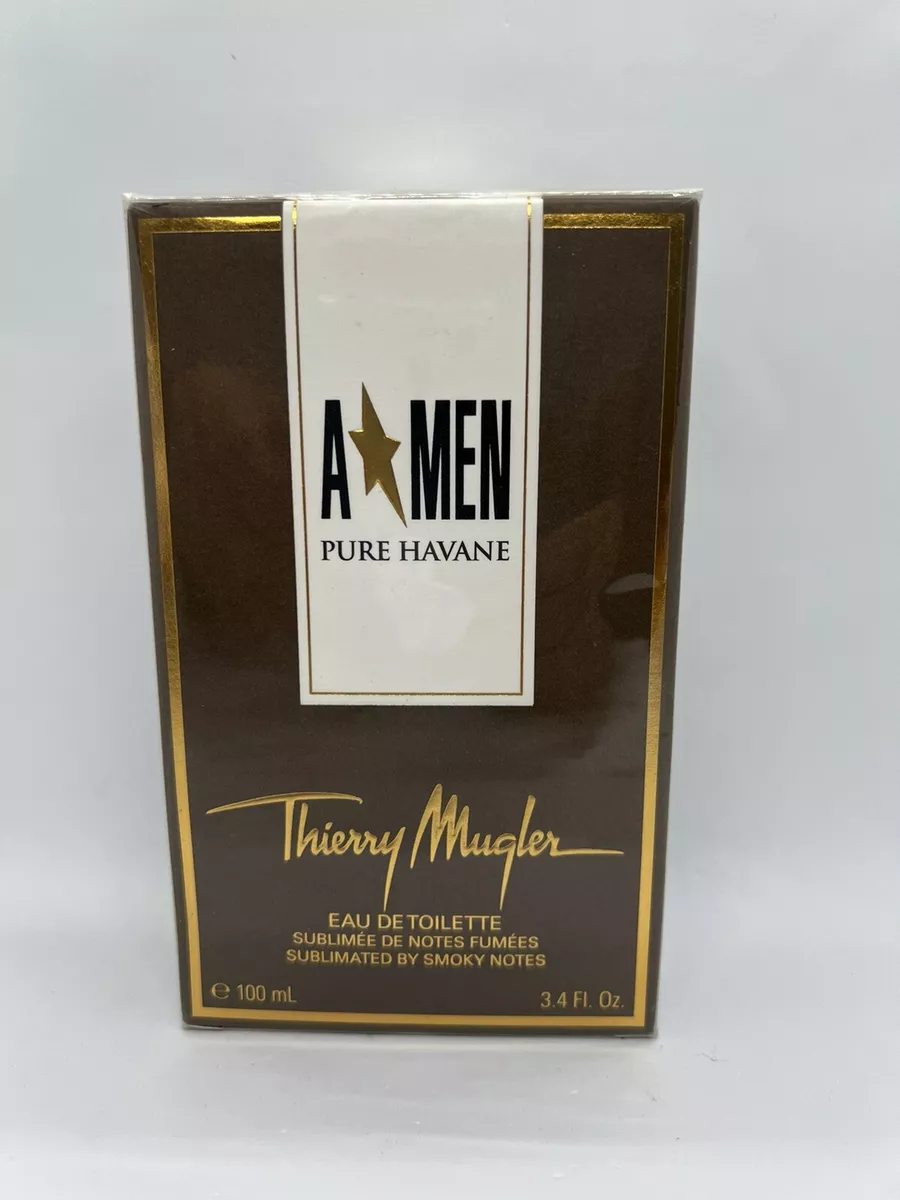 A★MEN
PURE HAVANE
Thierry Mugler
EAU DE TOILETTE
SUBLIMÉE DE NOTES FUMÉES
SUBLIMATED BY SMOKY NOTES
℮ 100 mL
3.4 Fl. Oz.